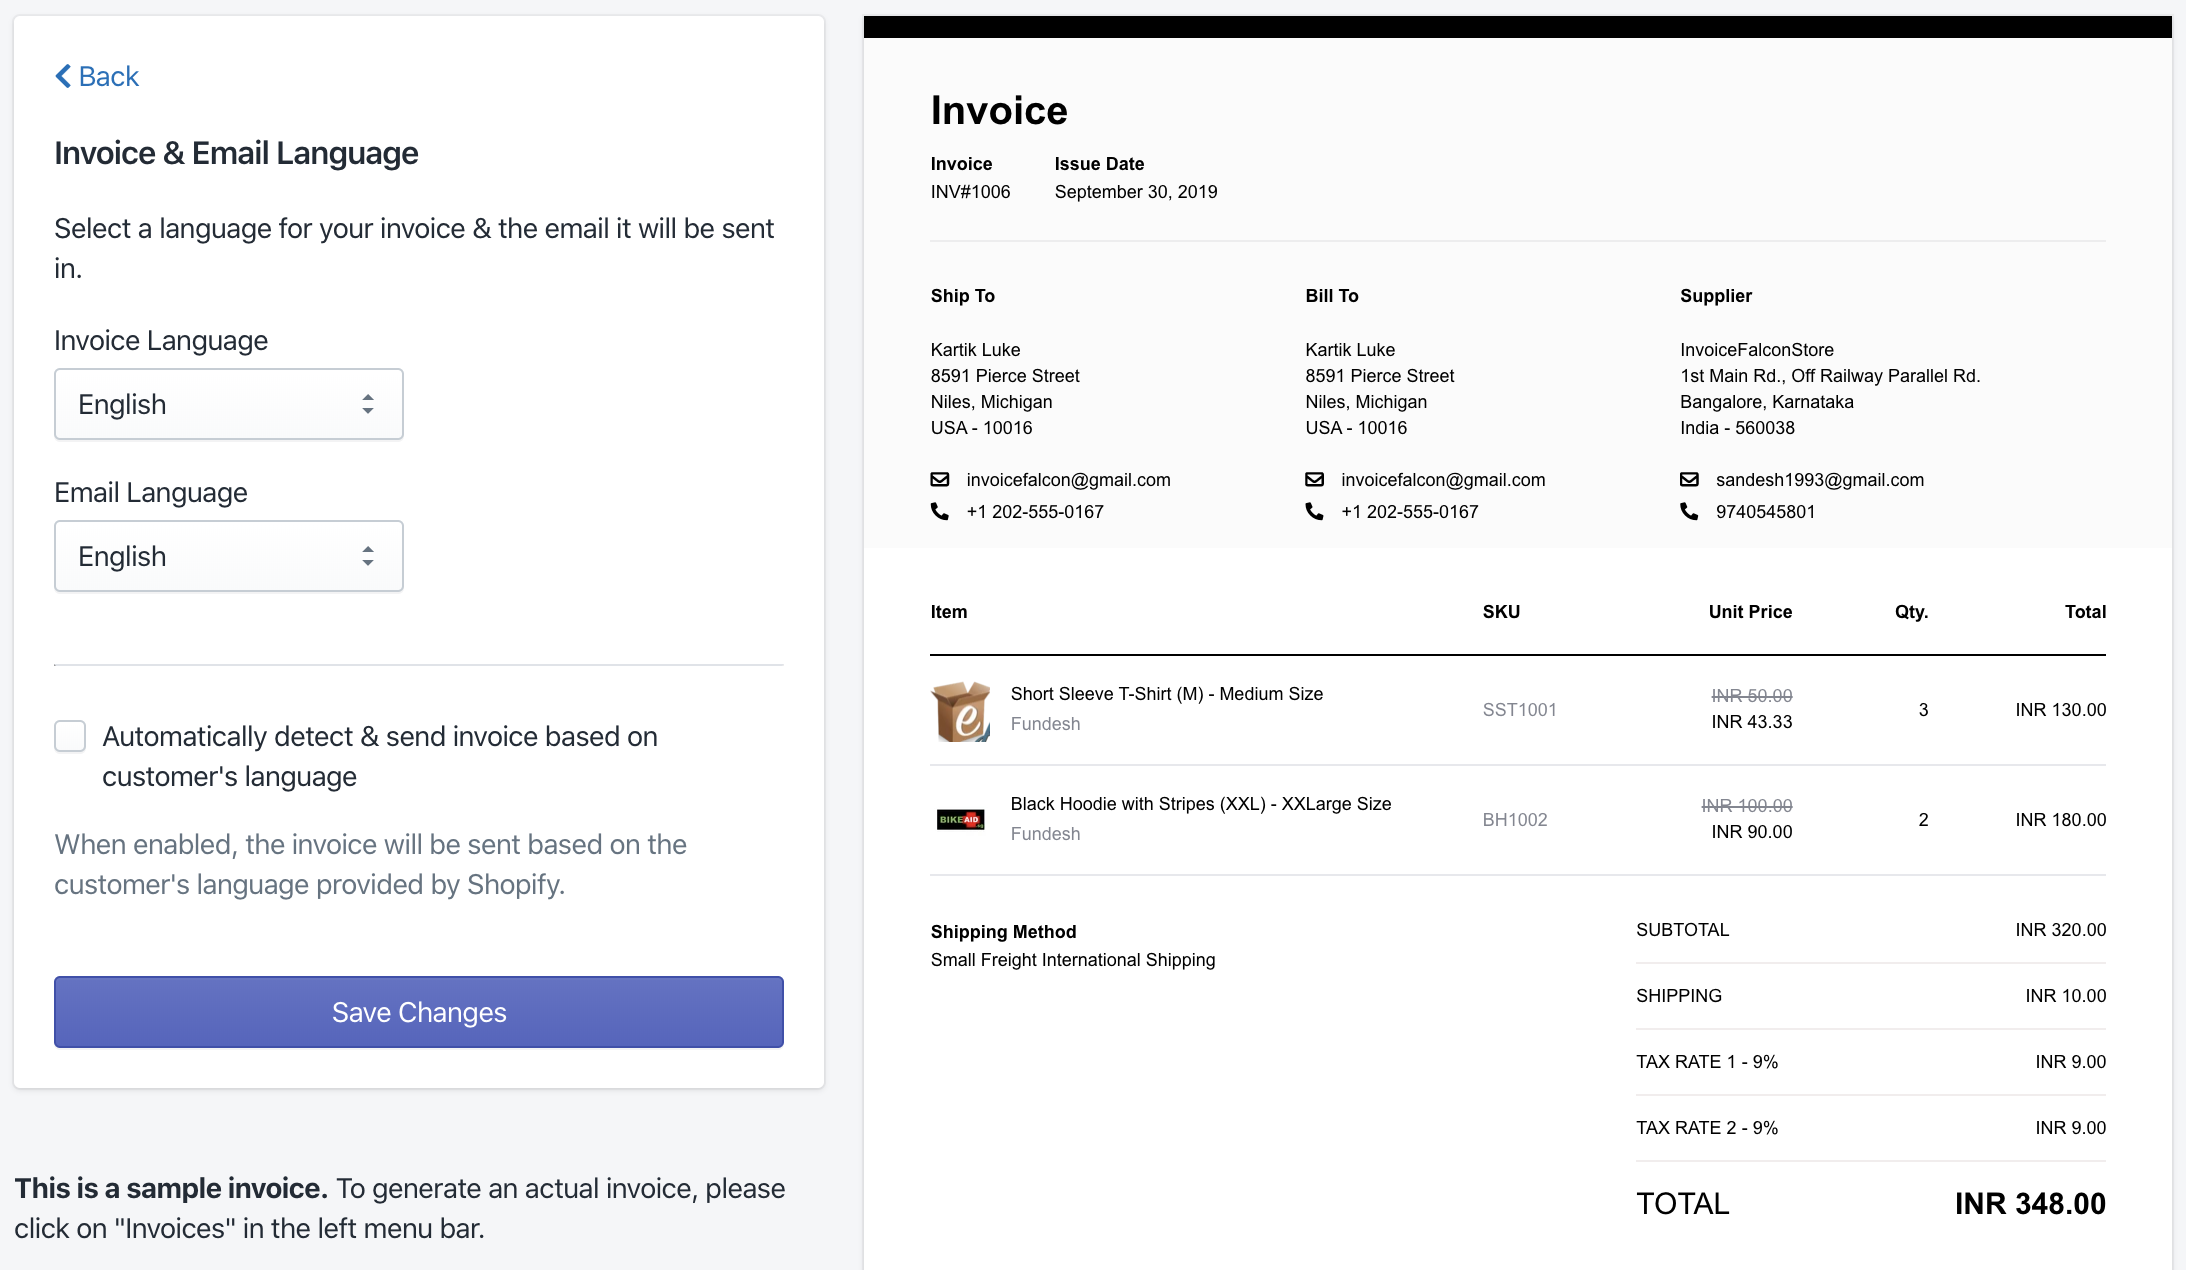 Back
Invoice & Email Language
Select a language for your invoice & the email it will be sent
in.
Invoice Language
English
Email Language
English
Automatically detect & send invoice based on
customer's language
When enabled, the invoice will be sent based on the
customer's language provided by Shopify.
Save Changes
This is a sample invoice. To generate an actual invoice, please
click on "Invoices" in the left menu bar.
Invoice
Invoice Issue Date
INV#1006 September 30, 2019
Ship To
Kartik Luke
8591 Pierce Street
Niles, Michigan
USA - 10016
invoicefalcon@gmail.com
+1 202-555-0167
Bill To
Kartik Luke
8591 Pierce Street
Niles, Michigan
USA - 10016
invoicefalcon@gmail.com
+1 202-555-0167
Supplier
InvoiceFalconStore
1st Main Rd., Off Railway Parallel Rd.
Bangalore, Karnataka
India - 560038
sandesh1993@gmail.com
9740545801
Item SKU Unit Price Qty. Total
e
Short Sleeve T-Shirt (M) - Medium Size
Fundesh
SST1001
INR 50.00
INR 43.33
3
INR 130.00
BIKE AID
Black Hoodie with Stripes (XXL) - XXLarge Size
Fundesh
BH1002
INR 100.00
INR 90.00
2
INR 180.00
Shipping Method
Small Freight International Shipping
SUBTOTAL INR 320.00
SHIPPING INR 10.00
TAX RATE 1 - 9% INR 9.00
TAX RATE 2 - 9% INR 9.00
TOTAL INR 348.00